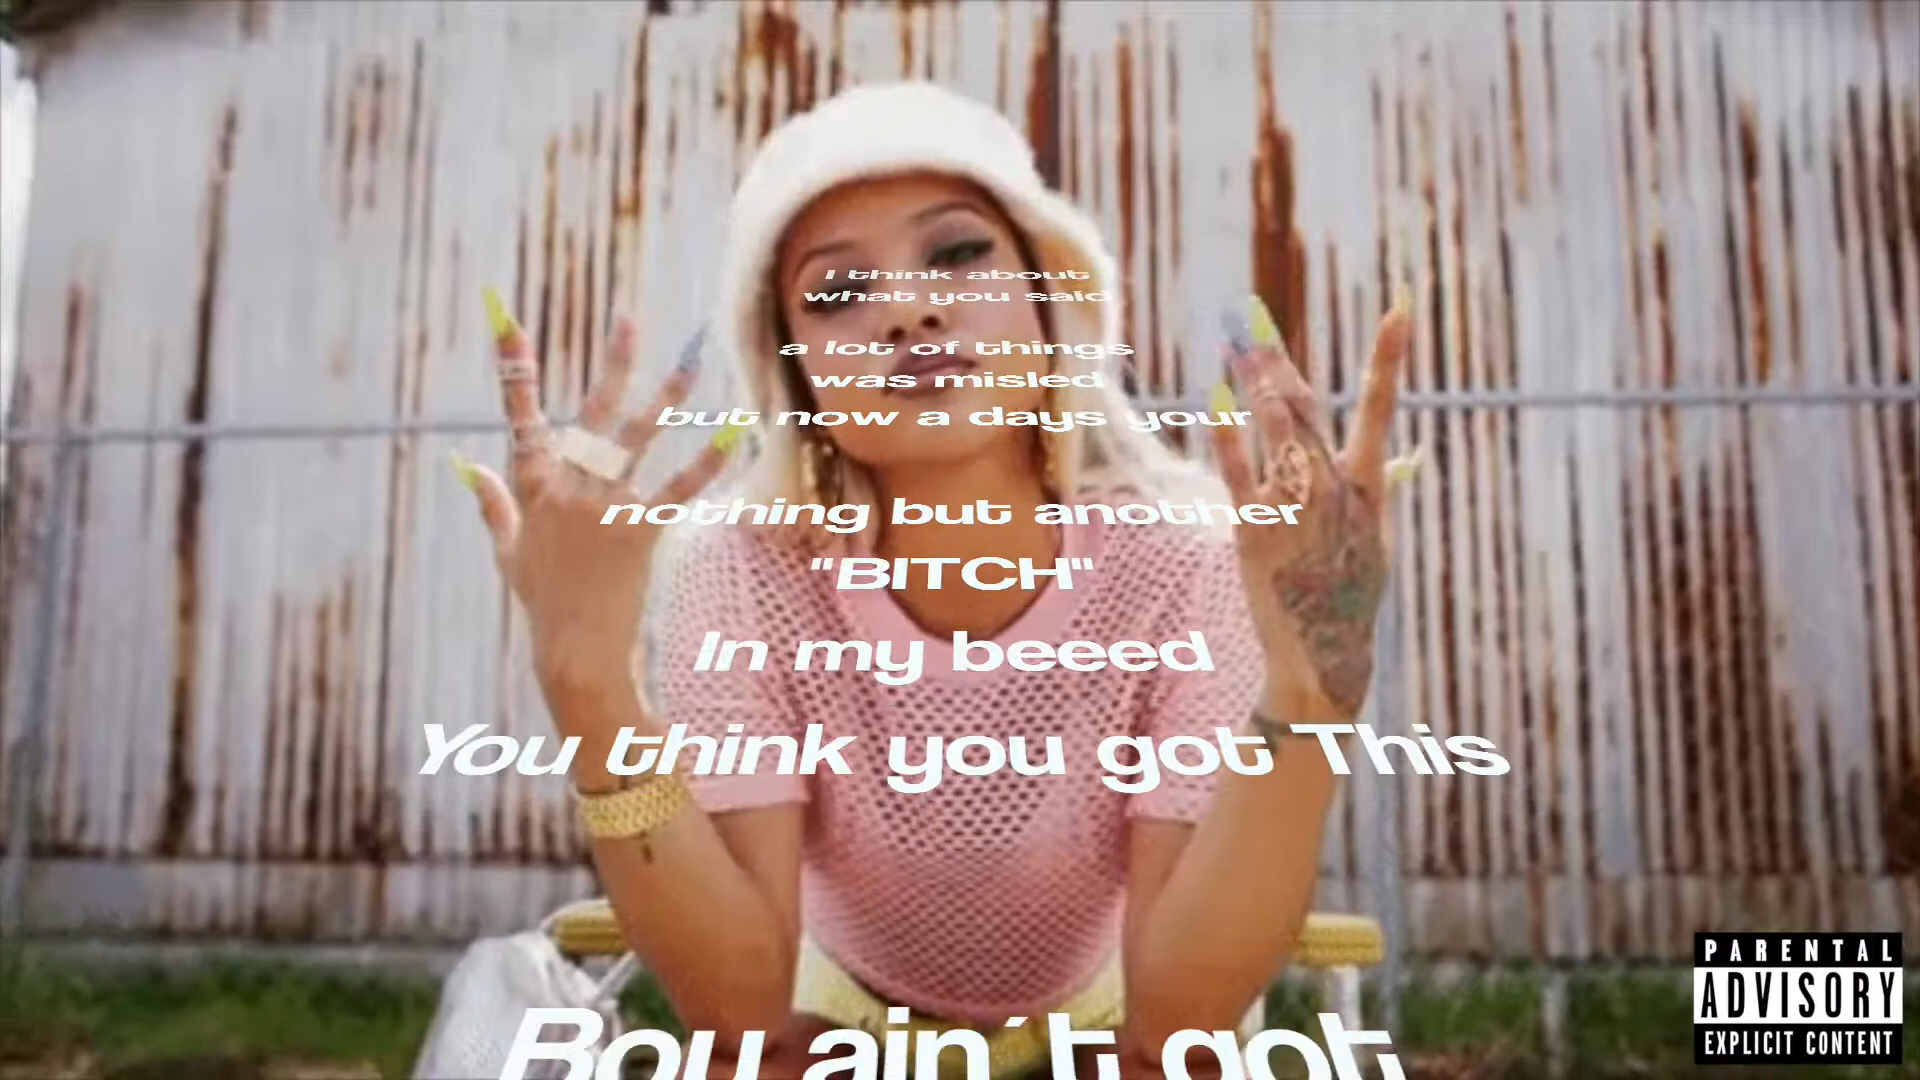 I think about
what you said
a lot of things
was misled
but now a days your
nothing but another
"BITCH"
In my beeed
You think you got This
Boy ain´t got
PARENTAL
ADVISORY
EXPLICIT CONTENT